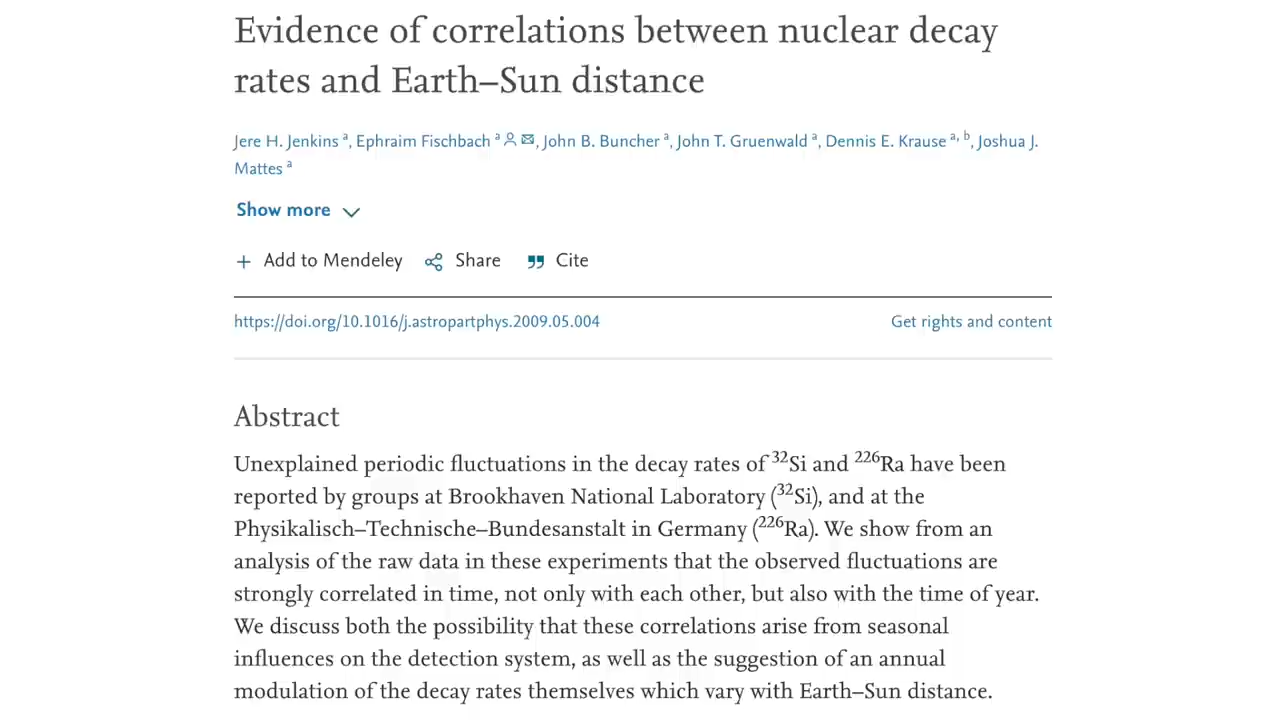 Evidence of correlations between nuclear decay
rates and Earth–Sun distance
Jere H. Jenkins a, Ephraim Fischbach a, John B. Buncher a, John T. Gruenwald a, Dennis E. Krause a, b, Joshua J.
Mattes a
Show more
+ Add to Mendeley Share Cite
https://doi.org/10.1016/j.astropartphys.2009.05.004 Get rights and content
Abstract
Unexplained periodic fluctuations in the decay rates of ³²Si and ²²⁶Ra have been
reported by groups at Brookhaven National Laboratory (³²Si), and at the
Physikalisch–Technische–Bundesanstalt in Germany (²²⁶Ra). We show from an
analysis of the raw data in these experiments that the observed fluctuations are
strongly correlated in time, not only with each other, but also with the time of year.
We discuss both the possibility that these correlations arise from seasonal
influences on the detection system, as well as the suggestion of an annual
modulation of the decay rates themselves which vary with Earth–Sun distance.